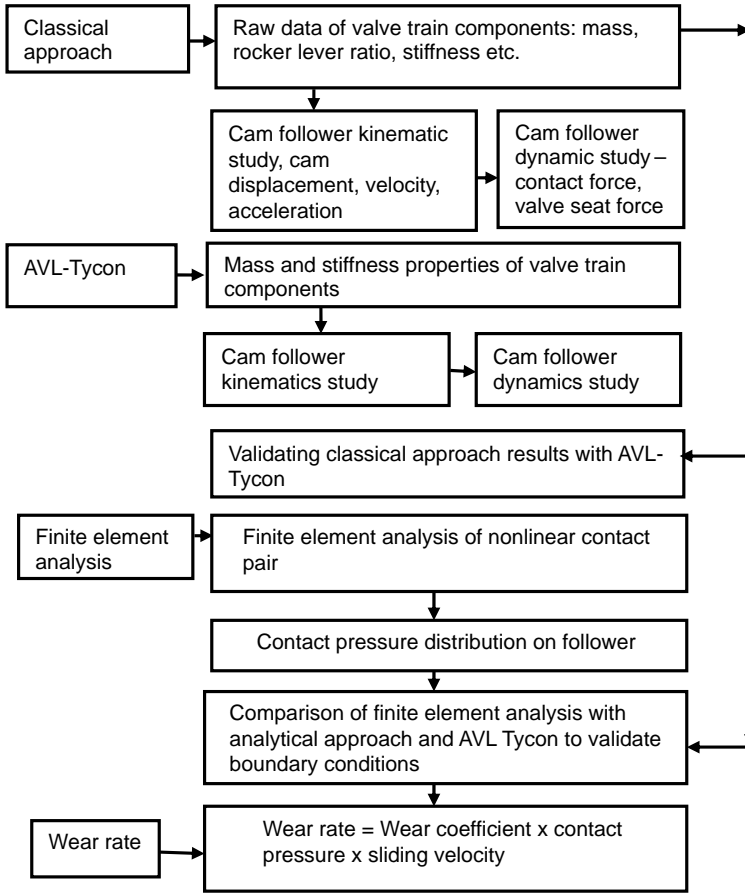 Classical
approach
Raw data of valve train components: mass,
rocker lever ratio, stiffness etc.
Cam follower kinematic
study, cam
displacement, velocity,
acceleration
Cam follower
dynamic study –
contact force,
valve seat force
AVL-Tycon
Mass and stiffness properties of valve train
components
Cam follower
kinematics study
Cam follower
dynamics study
Validating classical approach results with AVL-
Tycon
Finite element
analysis
Finite element analysis of nonlinear contact
pair
Contact pressure distribution on follower
Comparison of finite element analysis with
analytical approach and AVL Tycon to validate
boundary conditions
Wear rate
Wear rate = Wear coefficient x contact
pressure x sliding velocity